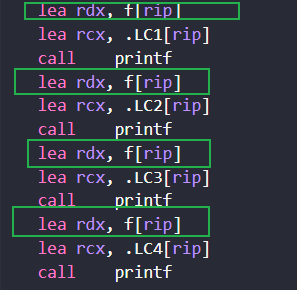 lea rdx, f[rip]
lea rcx, .LC1[rip]
call printf
lea rdx, f[rip]
lea rcx, .LC2[rip]
call printf
lea rdx, f[rip]
lea rcx, .LC3[rip]
call printf
lea rdx, f[rip]
lea rcx, .LC4[rip]
call printf